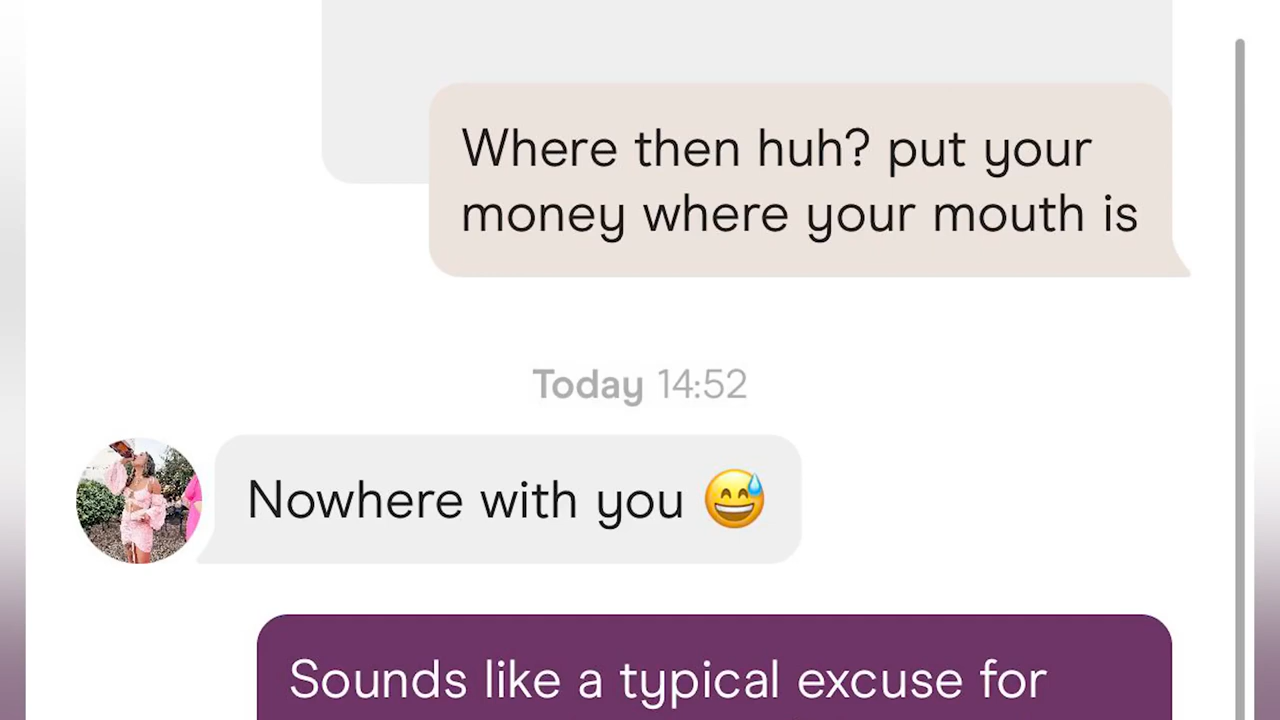 Where then huh? put your
money where your mouth is
Today 14:52
Nowhere with you 😅
Sounds like a typical excuse for